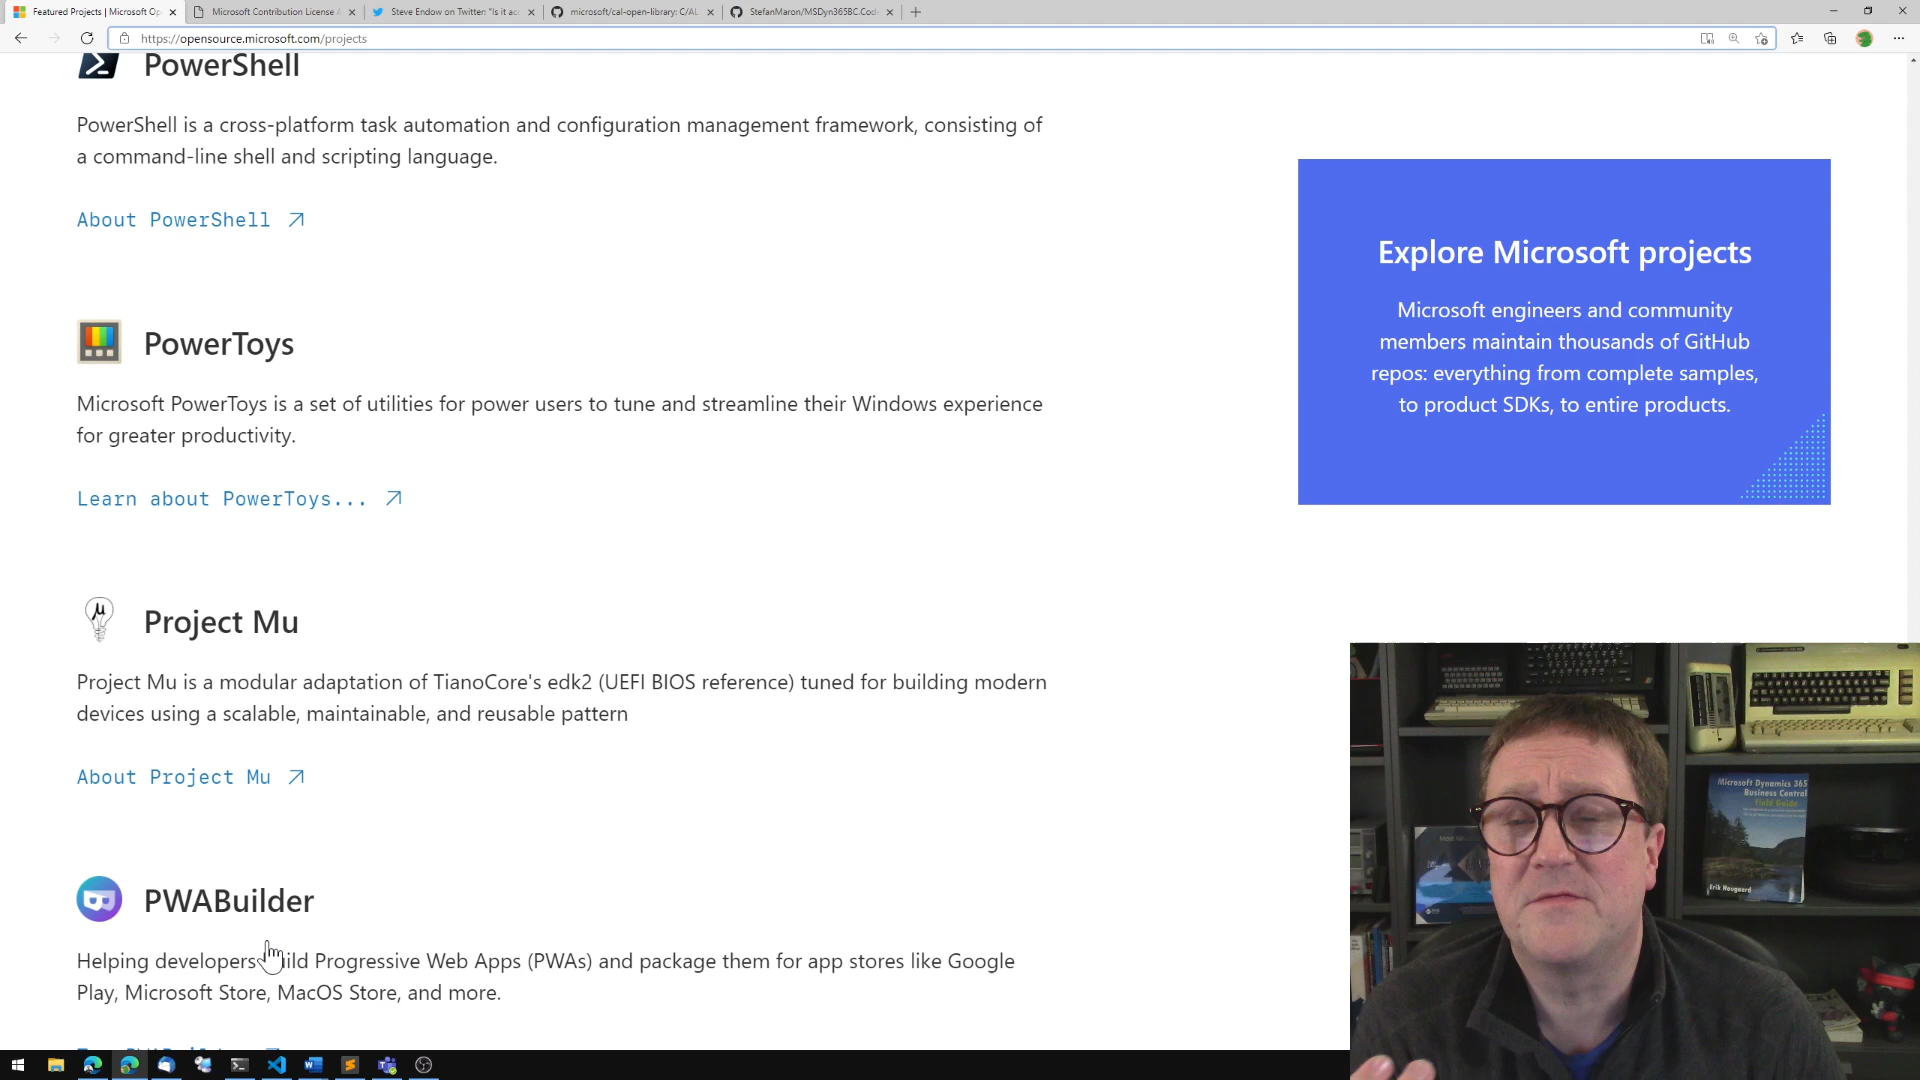 Featured Projects | Microsoft Op
Microsoft Contribution License A
Steve Endow on Twitter: "Is it acc
microsoft/cal-open-library: C/AL
StefanMaron/MSDyn365BC.Code
https://opensource.microsoft.com/projects
PowerShell
PowerShell is a cross-platform task automation and configuration management framework, consisting of
a command-line shell and scripting language.
About PowerShell
PowerToys
Microsoft PowerToys is a set of utilities for power users to tune and streamline their Windows experience
for greater productivity.
Learn about PowerToys...
Project Mu
Project Mu is a modular adaptation of TianoCore's edk2 (UEFI BIOS reference) tuned for building modern
devices using a scalable, maintainable, and reusable pattern
About Project Mu
PWABuilder
Helping developers build Progressive Web Apps (PWAs) and package them for app stores like Google
Play, Microsoft Store, MacOS Store, and more.
Explore Microsoft projects
Microsoft engineers and community
members maintain thousands of GitHub
repos: everything from complete samples,
to product SDKs, to entire products.
Microsoft Dynamics 365
Business Central
Field Guide
Erik Hougaard